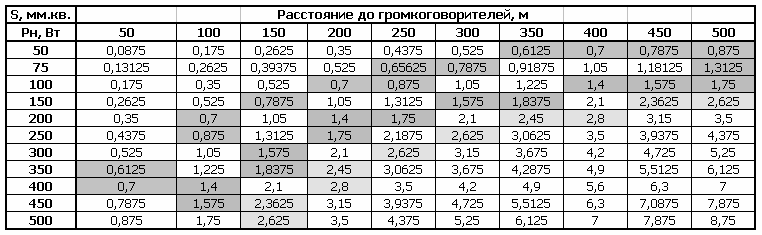 S, мм.кв. Расстояние до громкоговорителей, м
Рн, Вт 50 100 150 200 250 300 350 400 450 500
50 0,0875 0,175 0,2625 0,35 0,4375 0,525 0,6125 0,7 0,7875 0,875
75 0,13125 0,2625 0,39375 0,525 0,65625 0,7875 0,91875 1,05 1,18125 1,3125
100 0,175 0,35 0,525 0,7 0,875 1,05 1,225 1,4 1,575 1,75
150 0,2625 0,525 0,7875 1,05 1,3125 1,575 1,8375 2,1 2,3625 2,625
200 0,35 0,7 1,05 1,4 1,75 2,1 2,45 2,8 3,15 3,5
250 0,4375 0,875 1,3125 1,75 2,1875 2,625 3,0625 3,5 3,9375 4,375
300 0,525 1,05 1,575 2,1 2,625 3,15 3,675 4,2 4,725 5,25
350 0,6125 1,225 1,8375 2,45 3,0625 3,675 4,2875 4,9 5,5125 6,125
400 0,7 1,4 2,1 2,8 3,5 4,2 4,9 5,6 6,3 7
450 0,7875 1,575 2,3625 3,15 3,9375 4,725 5,5125 6,3 7,0875 7,875
500 0,875 1,75 2,625 3,5 4,375 5,25 6,125 7 7,875 8,75